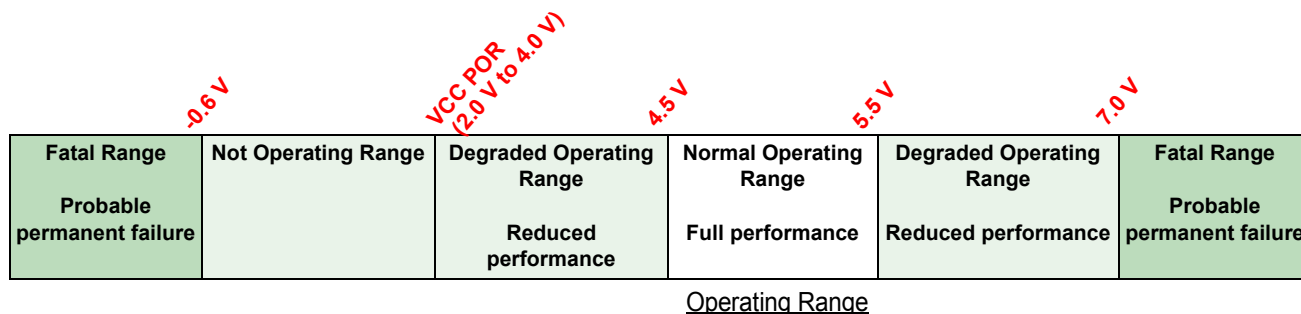 -0.6 V
VCC POR
(2.0 V to 4.0 V)
4.5 V
5.5 V
7.0 V
Fatal Range
Probable
permanent failure
Not Operating Range
Degraded Operating
Range
Reduced
performance
Normal Operating
Range
Full performance
Degraded Operating
Range
Reduced performance
Fatal Range
Probable
permanent failure
Operating Range